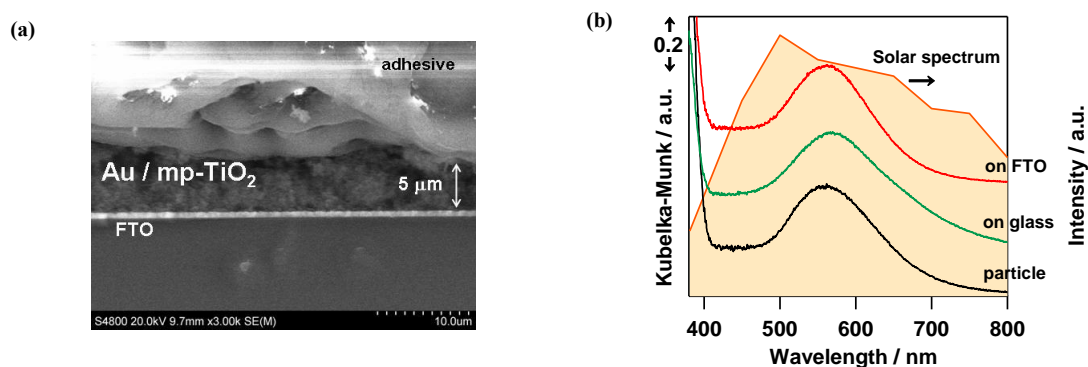 (a)
adhesive
Au / mp-TiO2
5 μm
FTO
S4800 20.0kV 9.7mm x3.00k SE(M)
10.0um
(b)
0.2
Solar spectrum
on FTO
on glass
particle
Kubelka-Munk / a.u.
Intensity / a.u.
400 500 600 700 800
Wavelength / nm